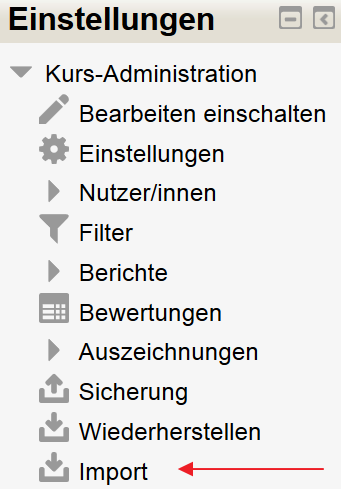 Einstellungen
Kurs-Administration
Bearbeiten einschalten
Einstellungen
Nutzer/innen
Filter
Berichte
Bewertungen
Auszeichnungen
Sicherung
Wiederherstellen
Import